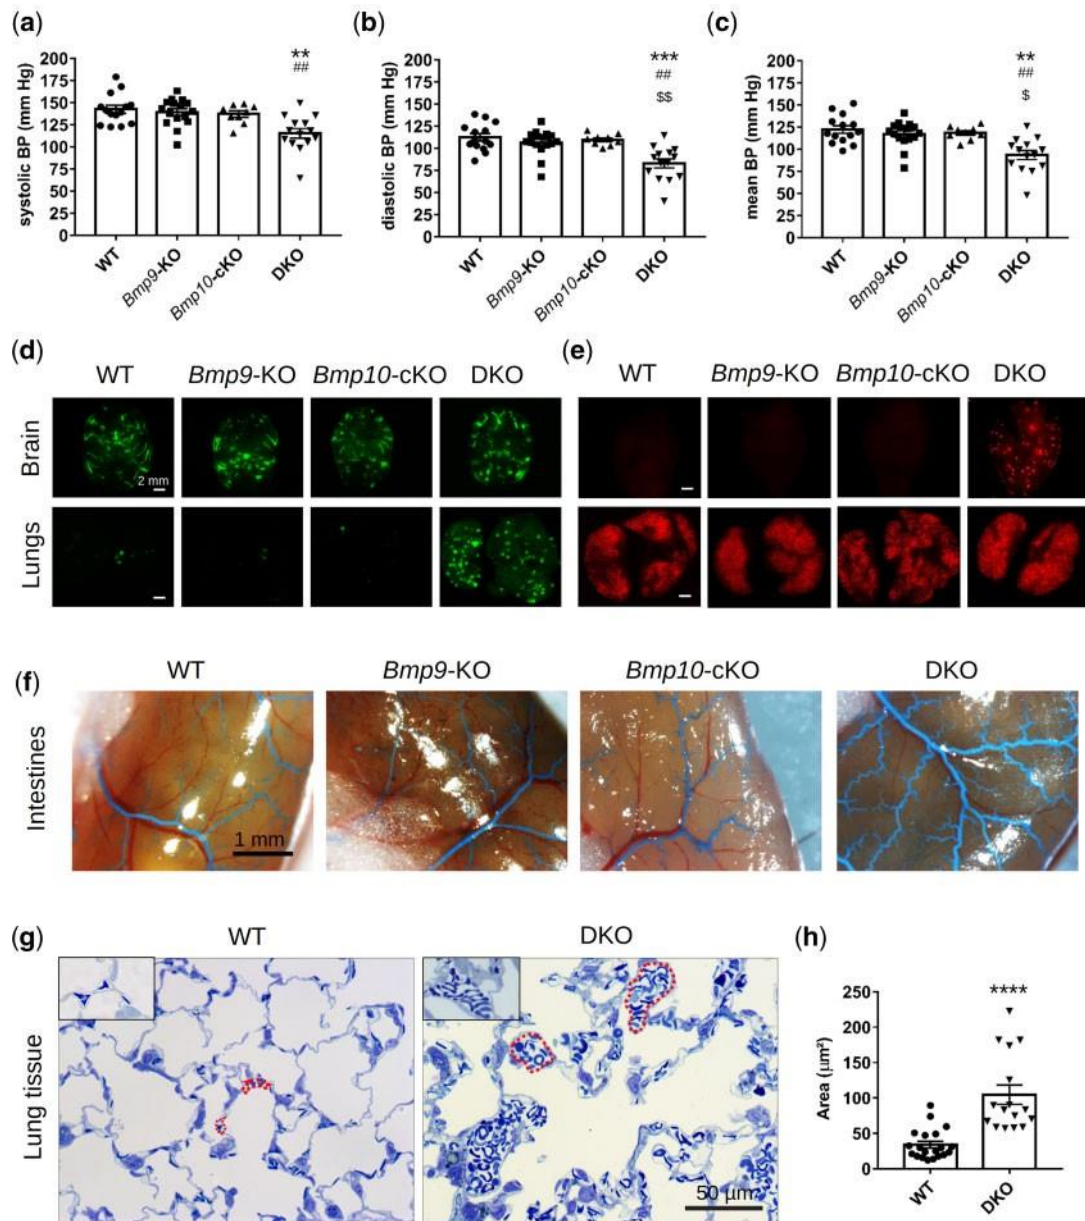 (a)
systolic BP (mm Hg)
200
175
150
125
100
75
50
25
0
**
##
WT
Bmp9-KO
Bmp10-cKO
DKO
(b)
diastolic BP (mm Hg)
200
175
150
125
100
75
50
25
0
***
##
$$
WT
Bmp9-KO
Bmp10-cKO
DKO
(c)
mean BP (mm Hg)
200
175
150
125
100
75
50
25
0
**
##
$
WT
Bmp9-KO
Bmp10-cKO
DKO
(d)
WT Bmp9-KO Bmp10-cKO DKO
Brain
2 mm
Lungs
(e)
WT Bmp9-KO Bmp10-cKO DKO
(f)
WT Bmp9-KO Bmp10-cKO DKO
Intestines
1 mm
(g)
WT DKO
Lung tissue
50 µm
(h)
Area (µm²)
250
200
150
100
50
0
****
WT
DKO